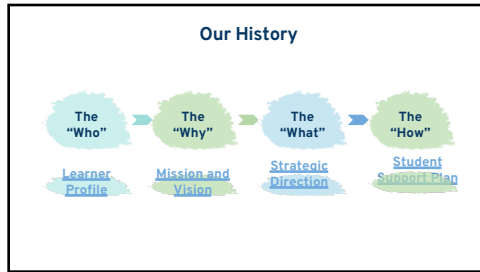 Our History
The
"Who"
The
"Why"
The
"What"
The
"How"
Learner
Profile
Mission and
Vision
Strategic
Direction
Student
Support Plan